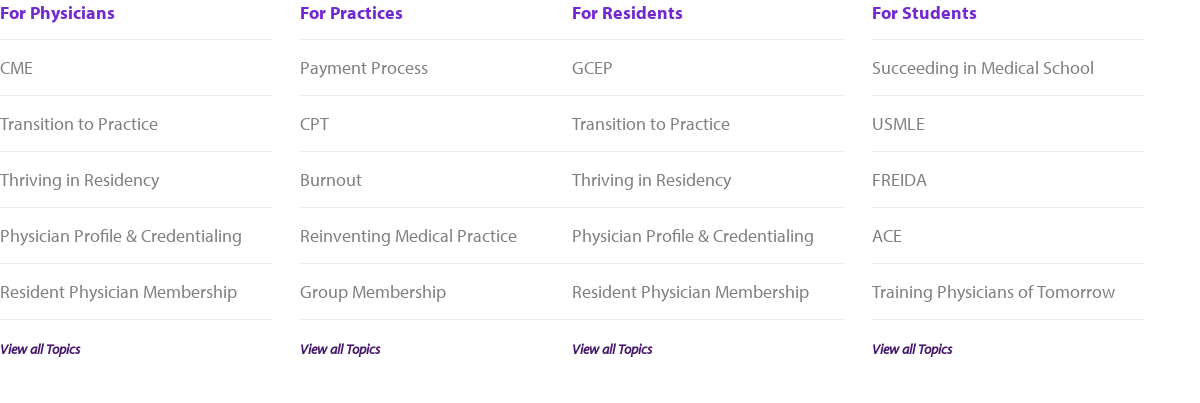 For Physicians
CME
Transition to Practice
Thriving in Residency
Physician Profile & Credentialing
Resident Physician Membership
View all Topics
For Practices
Payment Process
CPT
Burnout
Reinventing Medical Practice
Group Membership
View all Topics
For Residents
GCEP
Transition to Practice
Thriving in Residency
Physician Profile & Credentialing
Resident Physician Membership
View all Topics
For Students
Succeeding in Medical School
USMLE
FREIDA
ACE
Training Physicians of Tomorrow
View all Topics